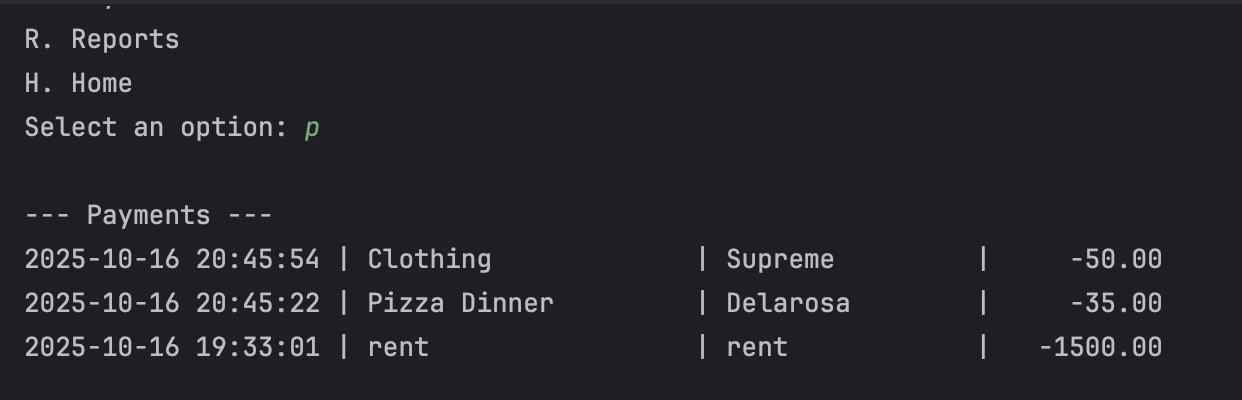 R. Reports
H. Home
Select an option: p
--- Payments ---
2025-10-16 20:45:54 | Clothing             | Supreme         |     -50.00
2025-10-16 20:45:22 | Pizza Dinner         | Delarosa        |     -35.00
2025-10-16 19:33:01 | rent                 | rent            |   -1500.00